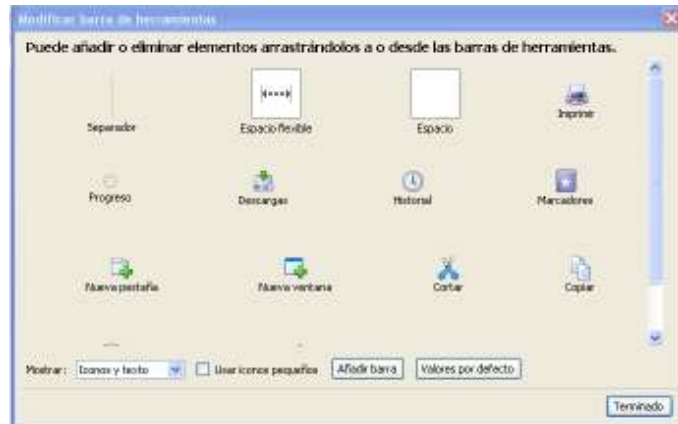 Modificar barra de herramientas
Puede añadir o eliminar elementos arrastrándolos a o desde las barras de herramientas.
Separador Espacio flexible Espacio Imprimir
Progreso Descargas Historial Marcadores
Nueva pestaña Nueva ventana Cortar Copiar
Mostrar: Iconos y texto Usar iconos pequeños Añadir barra Valores por defecto
Terminado